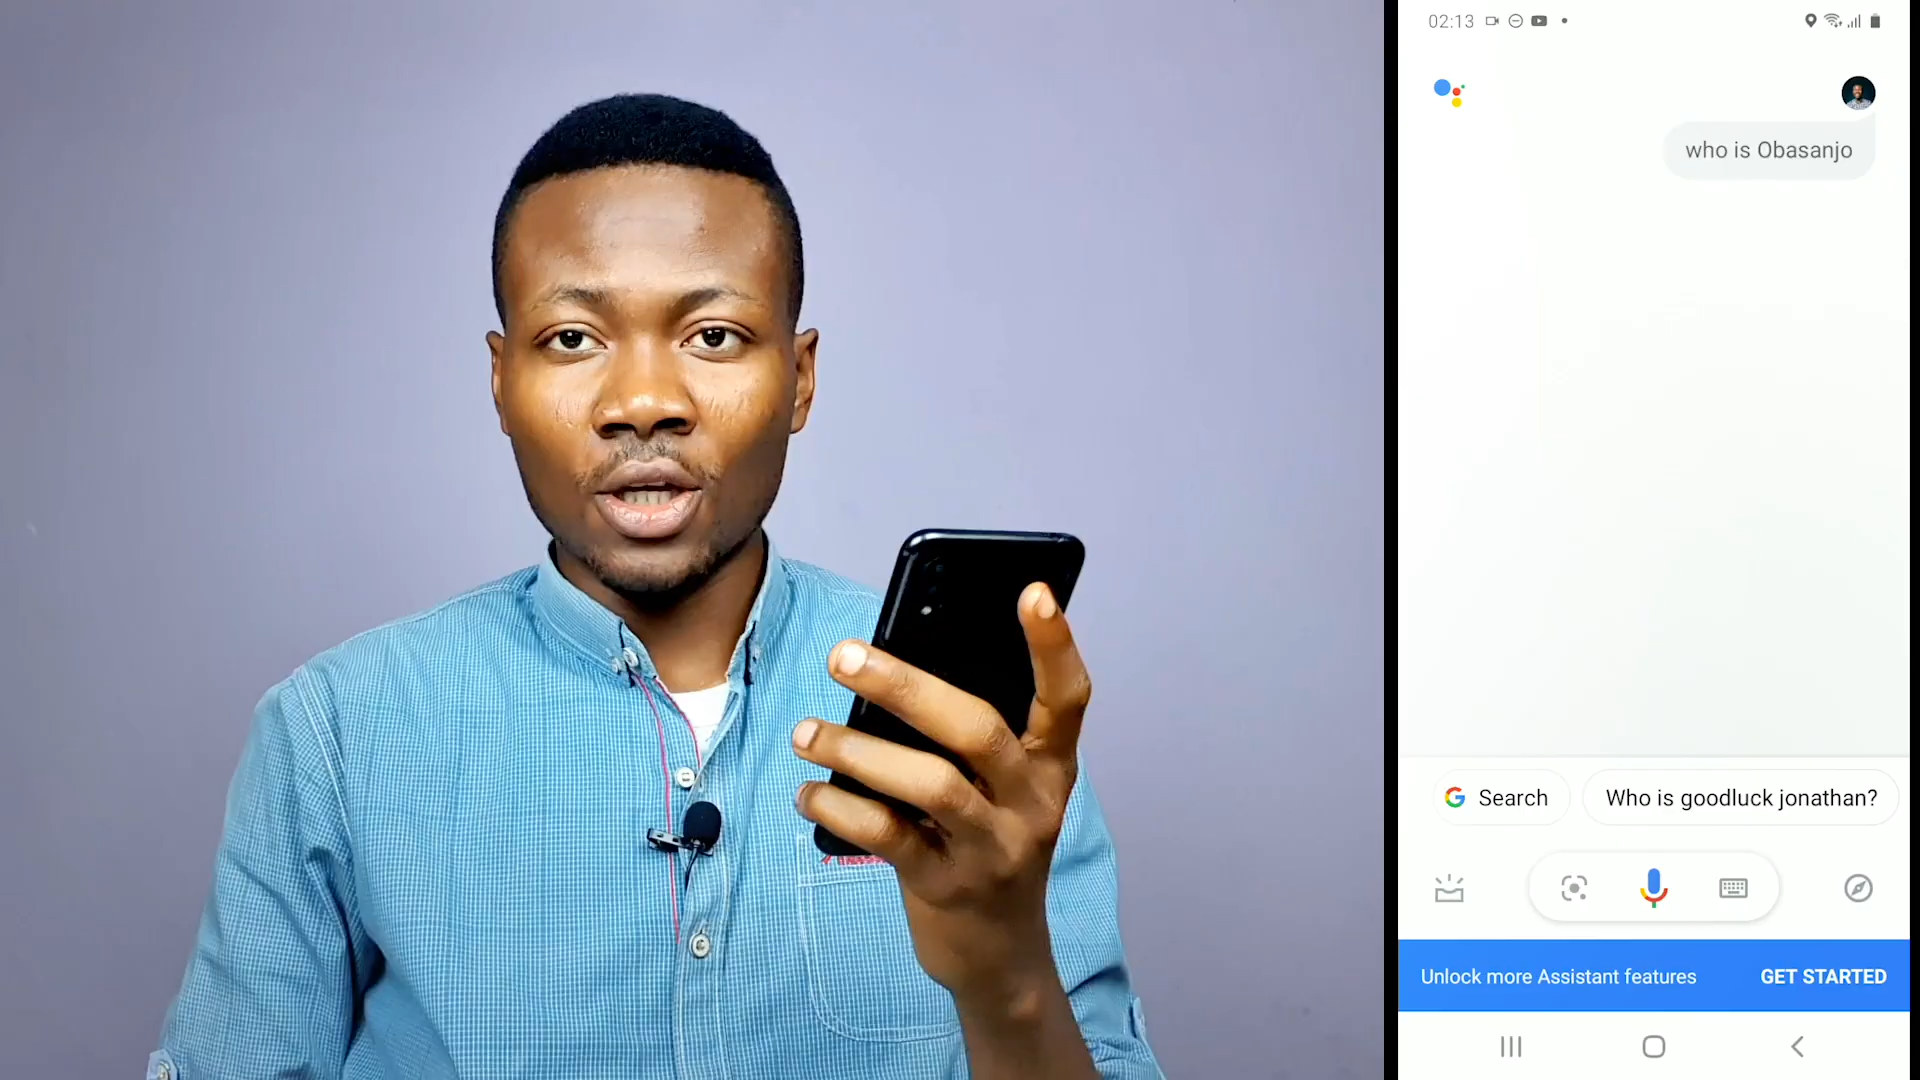 02:13
who is Obasanjo
Search
Who is goodluck jonathan?
Unlock more Assistant features
GET STARTED